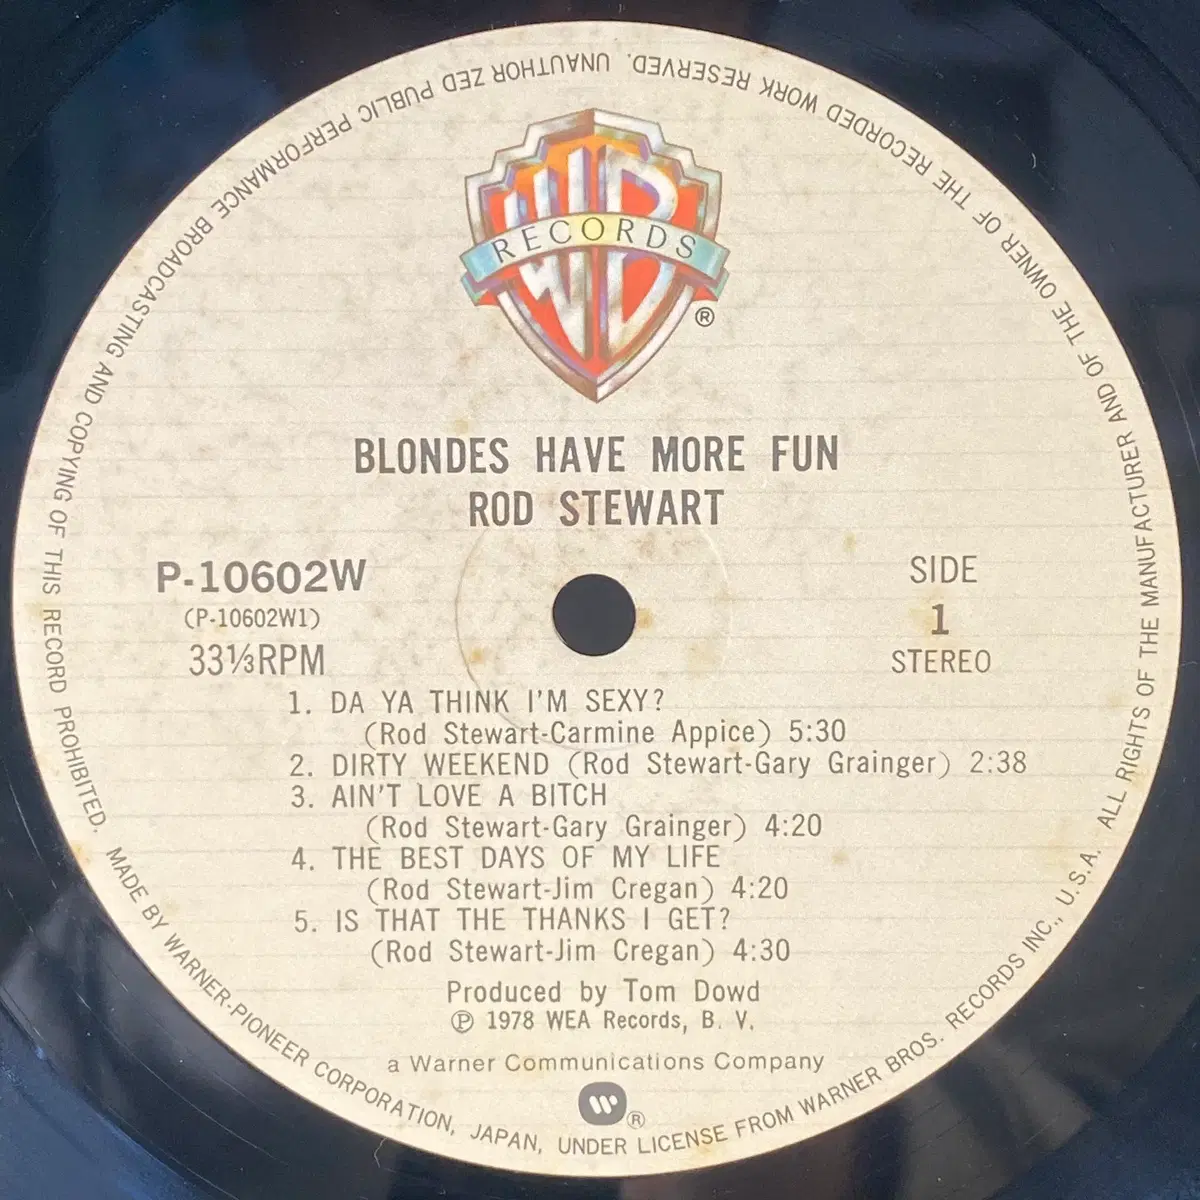 WB
RECORDS
®
BLONDES HAVE MORE FUN
ROD STEWART
P-10602W
(P-10602W1)
33⅓RPM
SIDE
1
STEREO
1. DA YA THINK I'M SEXY?
(Rod Stewart-Carmine Appice) 5:30
2. DIRTY WEEKEND (Rod Stewart-Gary Grainger) 2:38
3. AIN'T LOVE A BITCH
(Rod Stewart-Gary Grainger) 4:20
4. THE BEST DAYS OF MY LIFE
(Rod Stewart-Jim Cregan) 4:20
5. IS THAT THE THANKS I GET?
(Rod Stewart-Jim Cregan) 4:30
Produced by Tom Dowd
℗ 1978 WEA Records, B. V.
a Warner Communications Company
®
MADE BY WARNER-PIONEER CORPORATION, JAPAN, UNDER LICENSE FROM WARNER BROS. RECORDS INC., U.S.A. ALL RIGHTS OF THE MANUFACTURER AND OF THE OWNER OF THE RECORDED WORK RESERVED. UNAUTHOR ZED PUBLIC PERFORMANCE BROADCASTING AND COPYING OF THIS RECORD PROHIBITED.